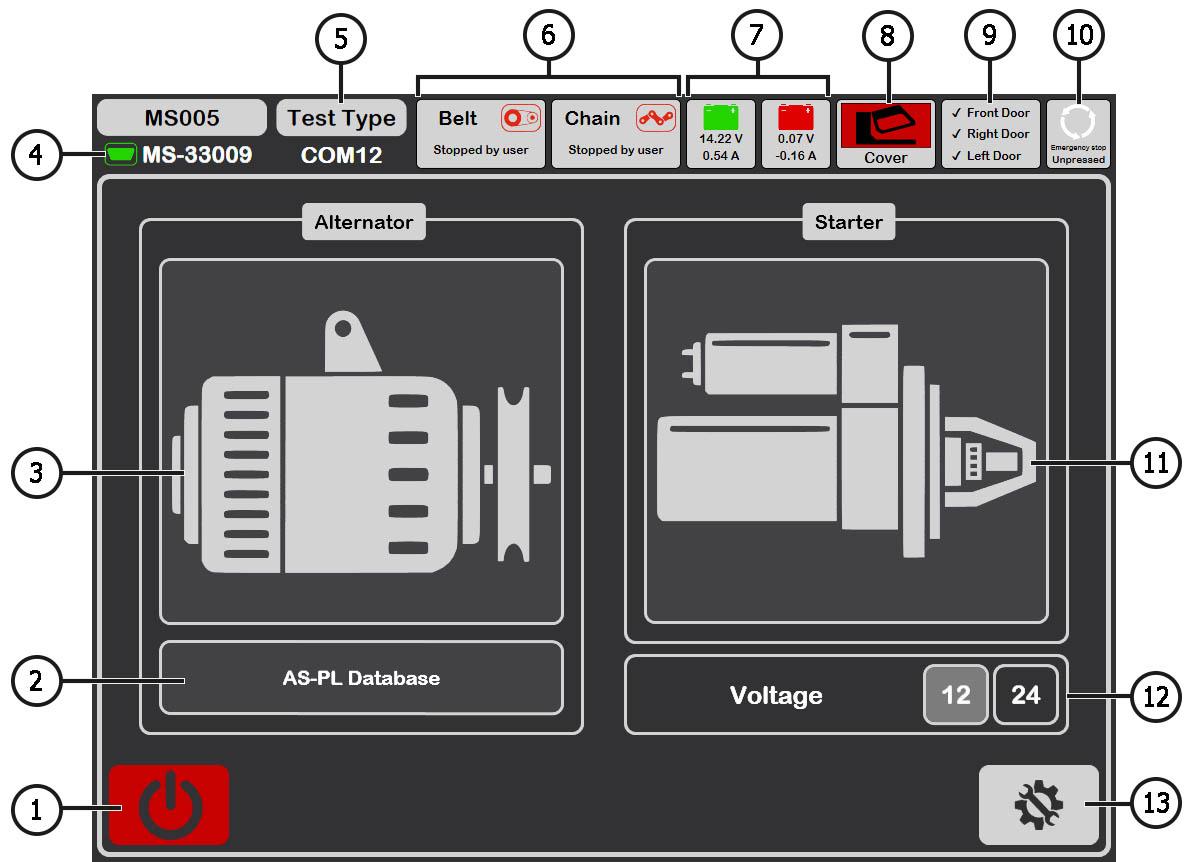 5
6
7
8
9
10
MS005
Test Type
Belt
Stopped by user
Chain
Stopped by user
14.22 V
0.54 A
0.07 V
-0.16 A
Cover
✓ Front Door
✓ Right Door
✓ Left Door
Emergency stop
Unpressed
4
MS-33009
COM12
Alternator
Starter
3
11
2
AS-PL Database
Voltage
12
24
12
1
13